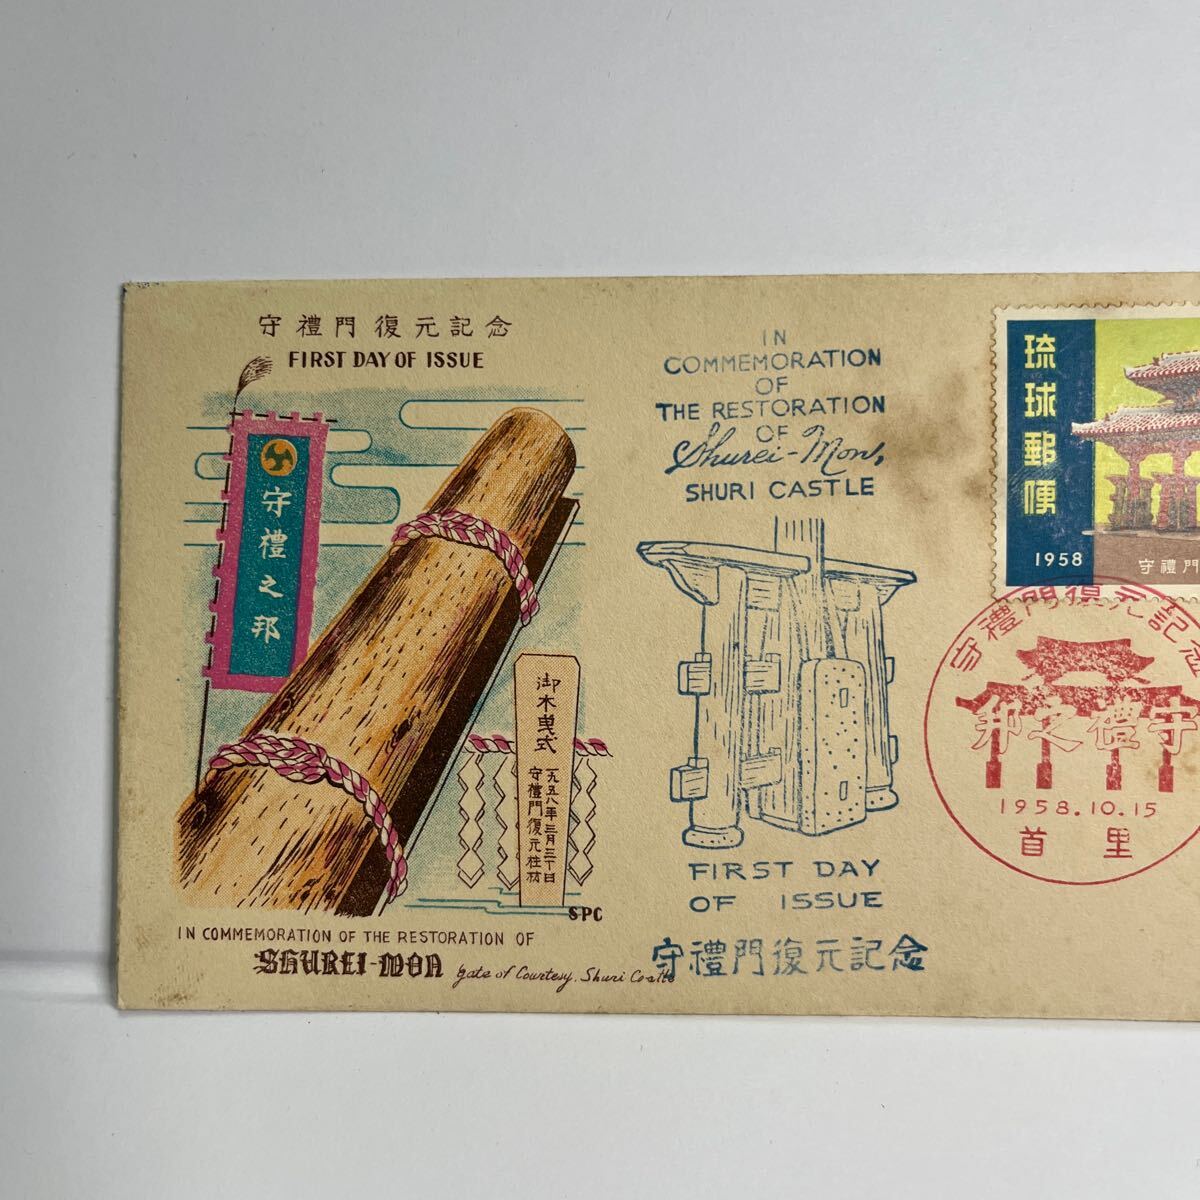 守禮門復元記念
FIRST DAY OF ISSUE
守禮之邦
御木曳式
一九五八年三月三十日
守禮門復元柱材
SPC
IN COMMEMORATION OF THE RESTORATION OF
SHUREI-MON gate of Courtesy. Shuri Castle
IN
COMMEMORATION
OF
THE RESTORATION
OF
Shurei-Mon,
SHURI CASTLE
FIRST DAY
OF ISSUE
守禮門復元記念
琉球郵便
1958
守禮門
守禮門復元記念
守禮之邦
1958.10.15
首里